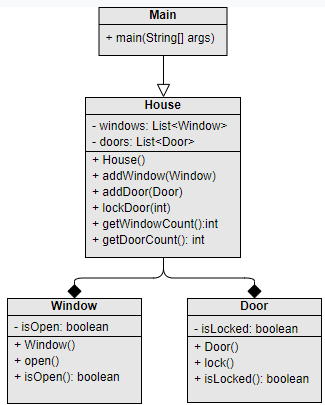 Main
+ main(String[] args)
House
- windows: List<Window>
- doors: List<Door>
+ House()
+ addWindow(Window)
+ addDoor(Door)
+ lockDoor(int)
+ getWindowCount():int
+ getDoorCount(): int
Window
- isOpen: boolean
+ Window()
+ open()
+ isOpen(): boolean
Door
- isLocked: boolean
+ Door()
+ lock()
+ isLocked(): boolean